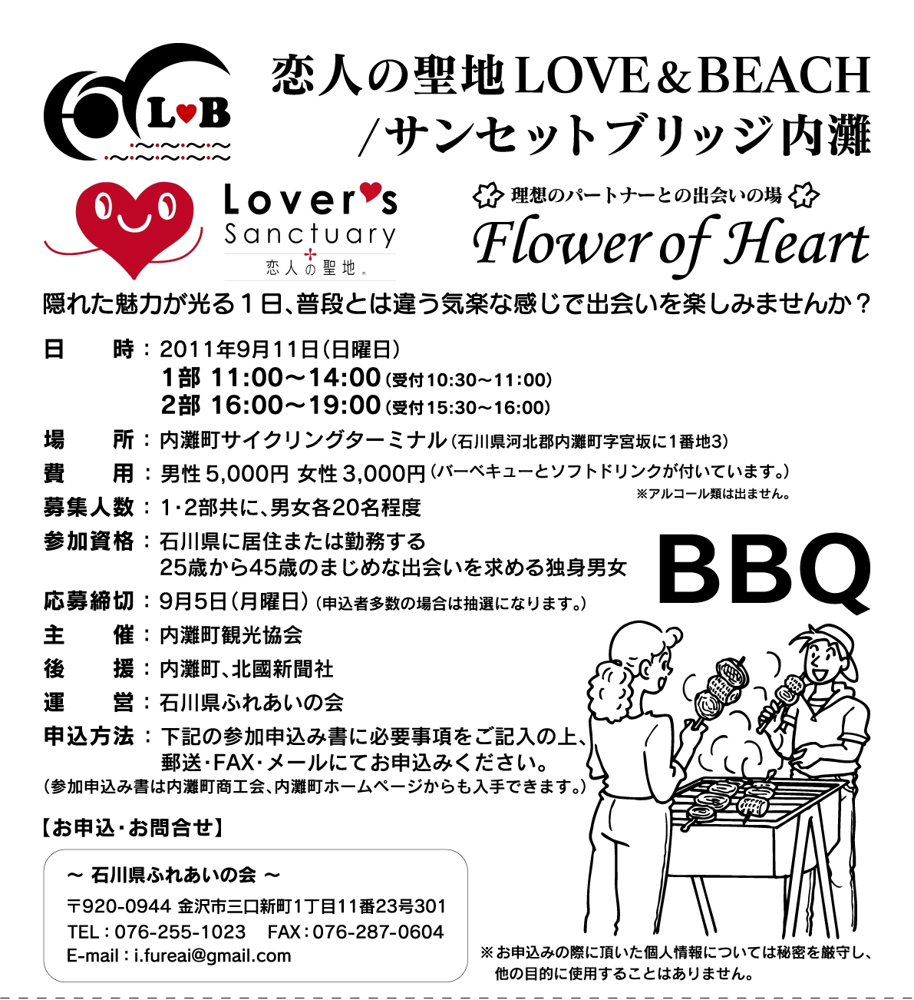 恋人の聖地LOVE&BEACH
/サンセットブリッジ内灘
L♥B
Lover's
Sanctuary
恋人の聖地
理想のパートナーとの出会いの場
Flower of Heart
隠れた魅力が光る1日、普段とは違う気楽な感じで出会いを楽しみませんか？
日時：2011年9月11日（日曜日）
1部 11:00～14:00（受付10:30～11:00）
2部 16:00～19:00（受付15:30～16:00）
場所：内灘町サイクリングターミナル（石川県河北郡内灘町字宮坂に1番地3）
費用：男性5,000円 女性3,000円（バーベキューとソフトドリンクが付いています。）
※アルコール類は出ません。
募集人数：1・2部共に、男女各20名程度
参加資格：石川県に居住または勤務する
25歳から45歳のまじめな出会いを求める独身男女
BBQ
応募締切：9月5日（月曜日）（申込者多数の場合は抽選になります。）
主催：内灘町観光協会
後援：内灘町、北國新聞社
運営：石川県ふれあいの会
申込方法：下記の参加申込み書に必要事項をご記入の上、
郵送・FAX・メールにてお申込みください。
（参加申込み書は内灘町商工会、内灘町ホームページからも入手できます。）
【お申込・お問合せ】
～ 石川県ふれあいの会 ～
〒920-0944 金沢市三口新町1丁目11番23号301
TEL：076-255-1023 FAX：076-287-0604
E-mail：i.fureai@gmail.com
※お申込みの際に頂いた個人情報については秘密を厳守し、
他の目的に使用することはありません。